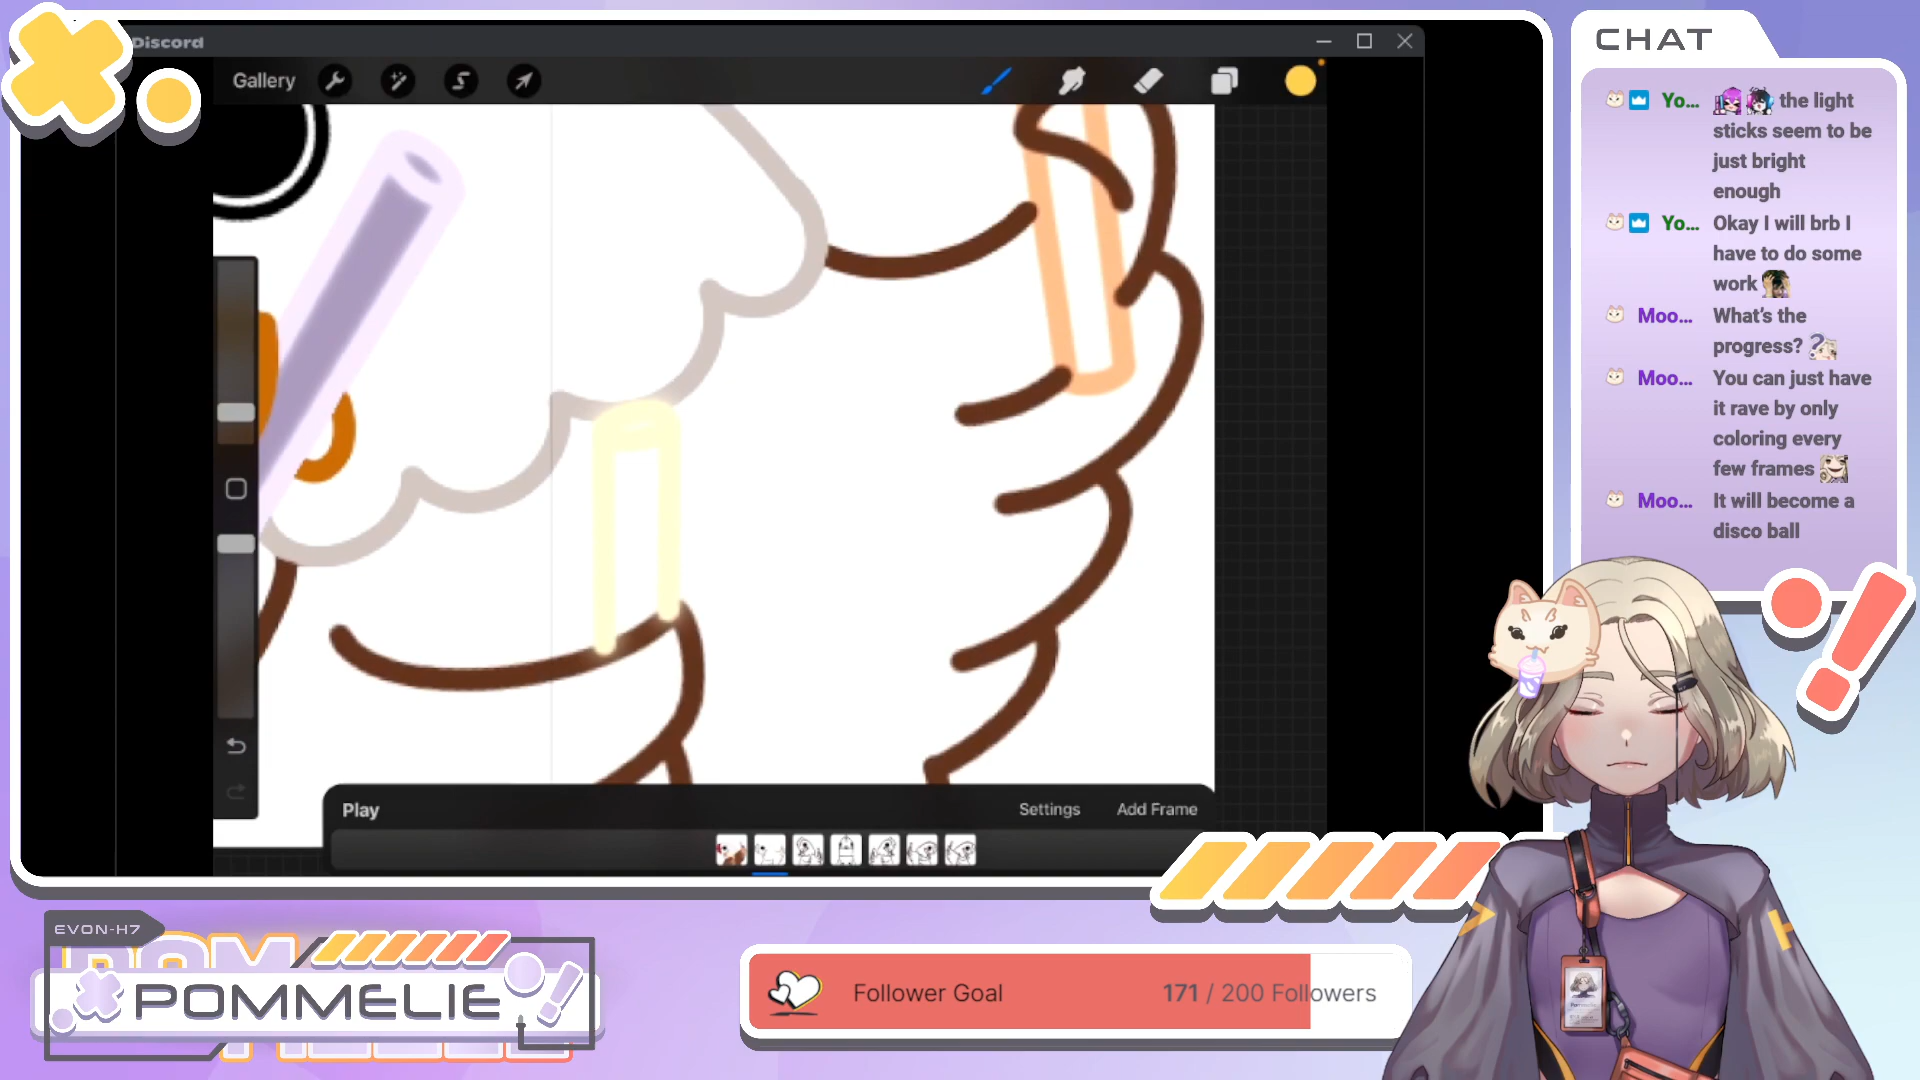 Discord
Gallery
CHAT
Yo... the light
sticks seem to be
just bright
enough
Yo... Okay I will brb I
have to do some
work
Moo... What's the
progress?
Moo... You can just have
it rave by only
coloring every
few frames
Moo... It will become a
disco ball
Play
Settings
Add Frame
EVON-H7
POMMELIE
Follower Goal
171 / 200 Followers